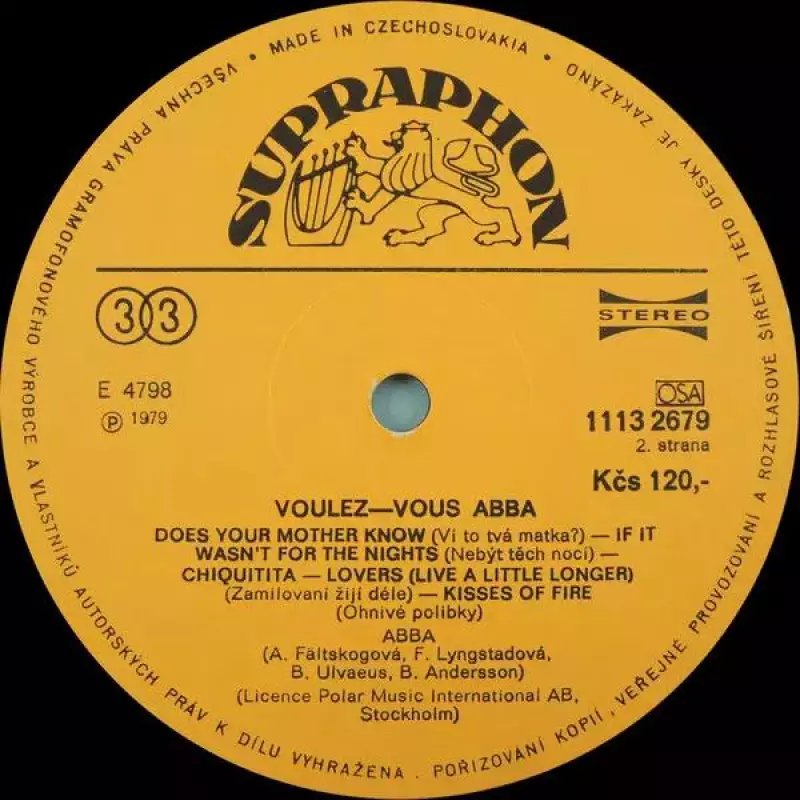 VŠECHNA PRÁVA GRAMOFONOVÉHO VÝROBCE A VLASTNÍKŮ AUTORSKÝCH PRÁV K DÍLU VYHRAŽENA . POŘIZOVÁNÍ KOPIÍ , VEŘEJNÉ PROVOZOVÁNÍ A ROZHLASOVÉ ŠÍŘENÍ TÉTO DESKY JE ZAKÁZÁNO
• MADE IN CZECHOSLOVAKIA •
SUPRAPHON
33
STEREO
E 4798
Ⓟ 1979
OSA
1113 2679
2. strana
Kčs 120,-
VOULEZ—VOUS ABBA
DOES YOUR MOTHER KNOW (Ví to tvá matka?) — IF IT
WASN'T FOR THE NIGHTS (Nebýt těch nocí) —
CHIQUITITA — LOVERS (LIVE A LITTLE LONGER)
(Zamilovaní žijí déle) — KISSES OF FIRE
(Ohnivé polibky)
ABBA
(A. Fältskogová, F. Lyngstadová,
B. Ulvaeus, B. Andersson)
(Licence Polar Music International AB,
Stockholm)